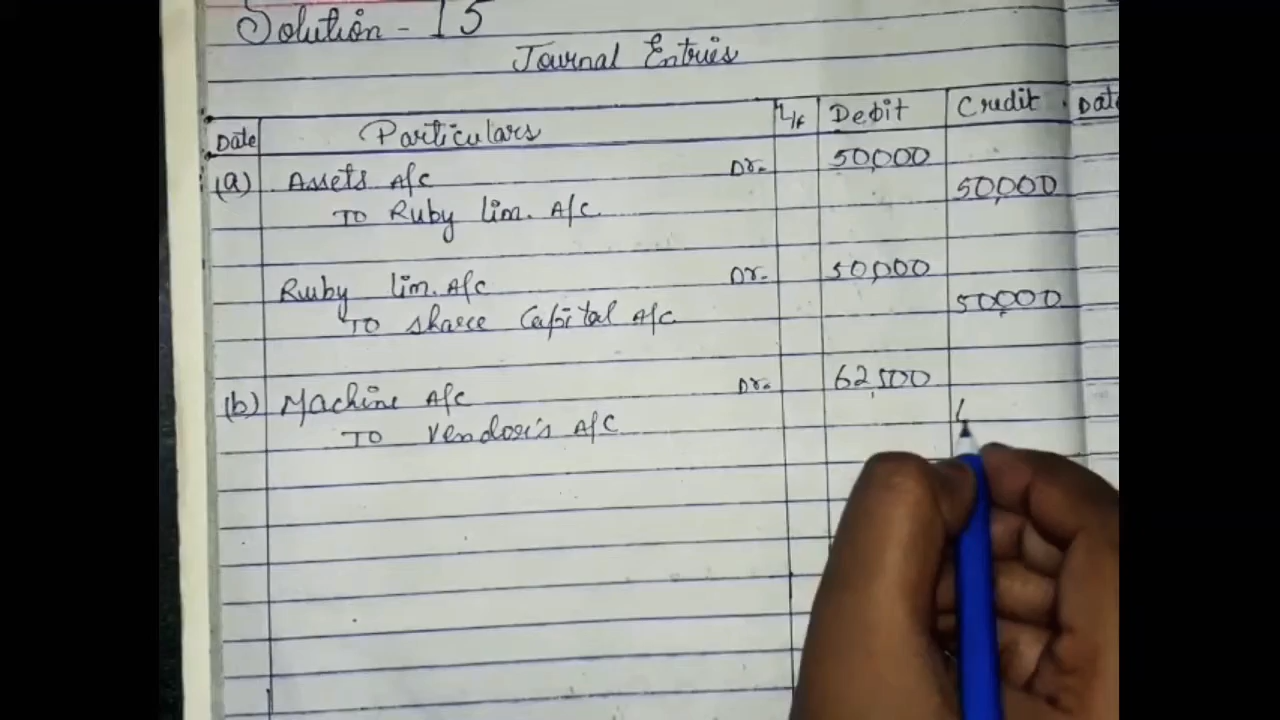 Solution - 15
Journal Entries
Date Particulars L/F Debit Credit Date
(a) Assets A/c Dr. 50,000
To Ruby lim. A/C 50,000
Ruby lim. A/c Dr. 50,000
To share Capital A/c 50,000
(b) Machine A/c Dr. 62,500
To Vendor's A/C